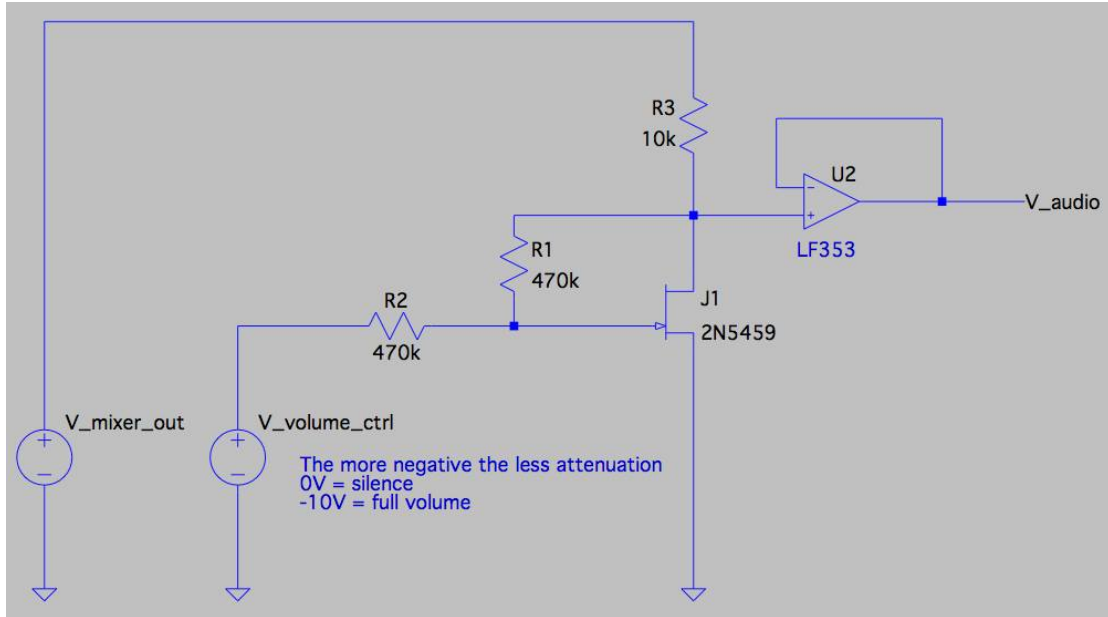 R3
10k
U2
V_audio
LF353
R1
470k
J1
2N5459
R2
470k
V_mixer_out
V_volume_ctrl
The more negative the less attenuation
0V = silence
-10V = full volume